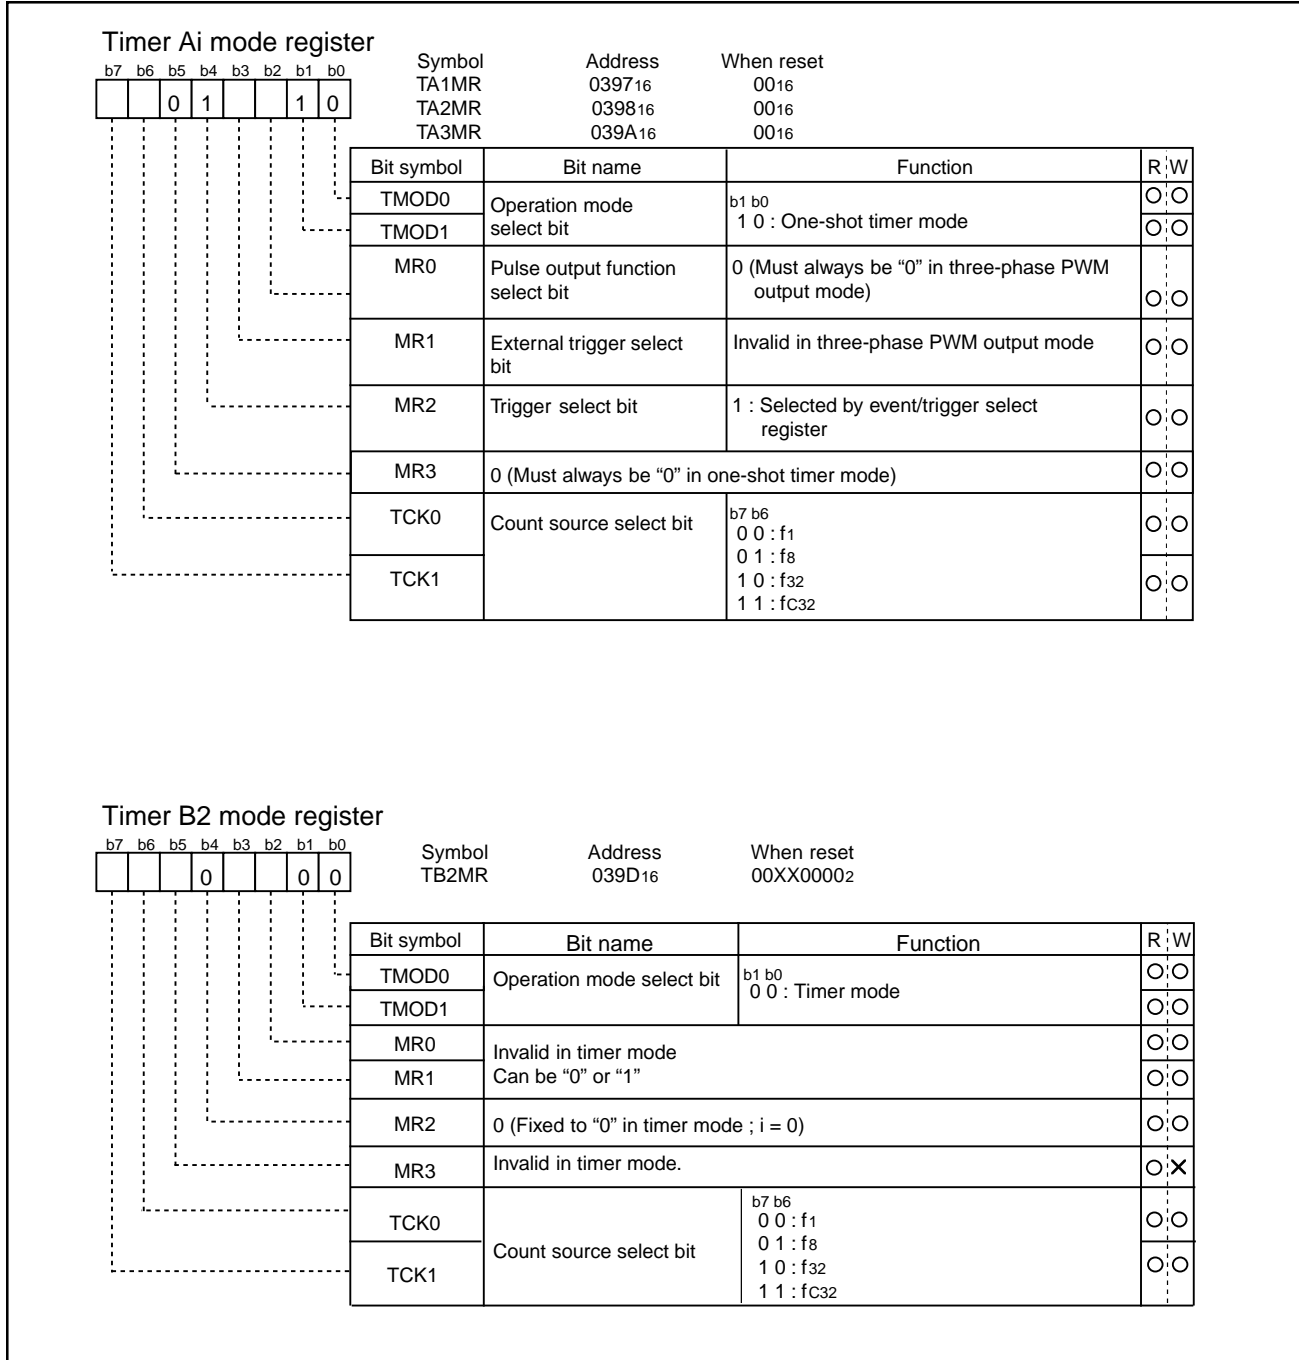 Timer Ai mode register
Symbol Address When reset
TA1MR 039716 0016
TA2MR 039816 0016
TA3MR 039A16 0016
b7 b6 b5 b4 b3 b2 b1 b0
0 1 1 0
Bit symbol Bit name Function R W
TMOD0
TMOD1
Operation mode
select bit
b1 b0
1 0 : One-shot timer mode
MR0 Pulse output function
select bit
0 (Must always be “0” in three-phase PWM
output mode)
MR1 External trigger select
bit
Invalid in three-phase PWM output mode
MR2 Trigger select bit 1 : Selected by event/trigger select
register
MR3 0 (Must always be “0” in one-shot timer mode)
TCK0
TCK1
Count source select bit
b7 b6
0 0 : f1
0 1 : f8
1 0 : f32
1 1 : fC32
Timer B2 mode register
b7 b6 b5 b4 b3 b2 b1 b0
0 0 0
Symbol Address When reset
TB2MR 039D16 00XX00002
Bit symbol Bit name Function R W
TMOD0
TMOD1
Operation mode select bit
b1 b0
0 0 : Timer mode
MR0
MR1
Invalid in timer mode
Can be “0” or “1”
MR2 0 (Fixed to “0” in timer mode ; i = 0)
MR3 Invalid in timer mode.
TCK0
TCK1
Count source select bit
b7 b6
0 0 : f1
0 1 : f8
1 0 : f32
1 1 : fC32